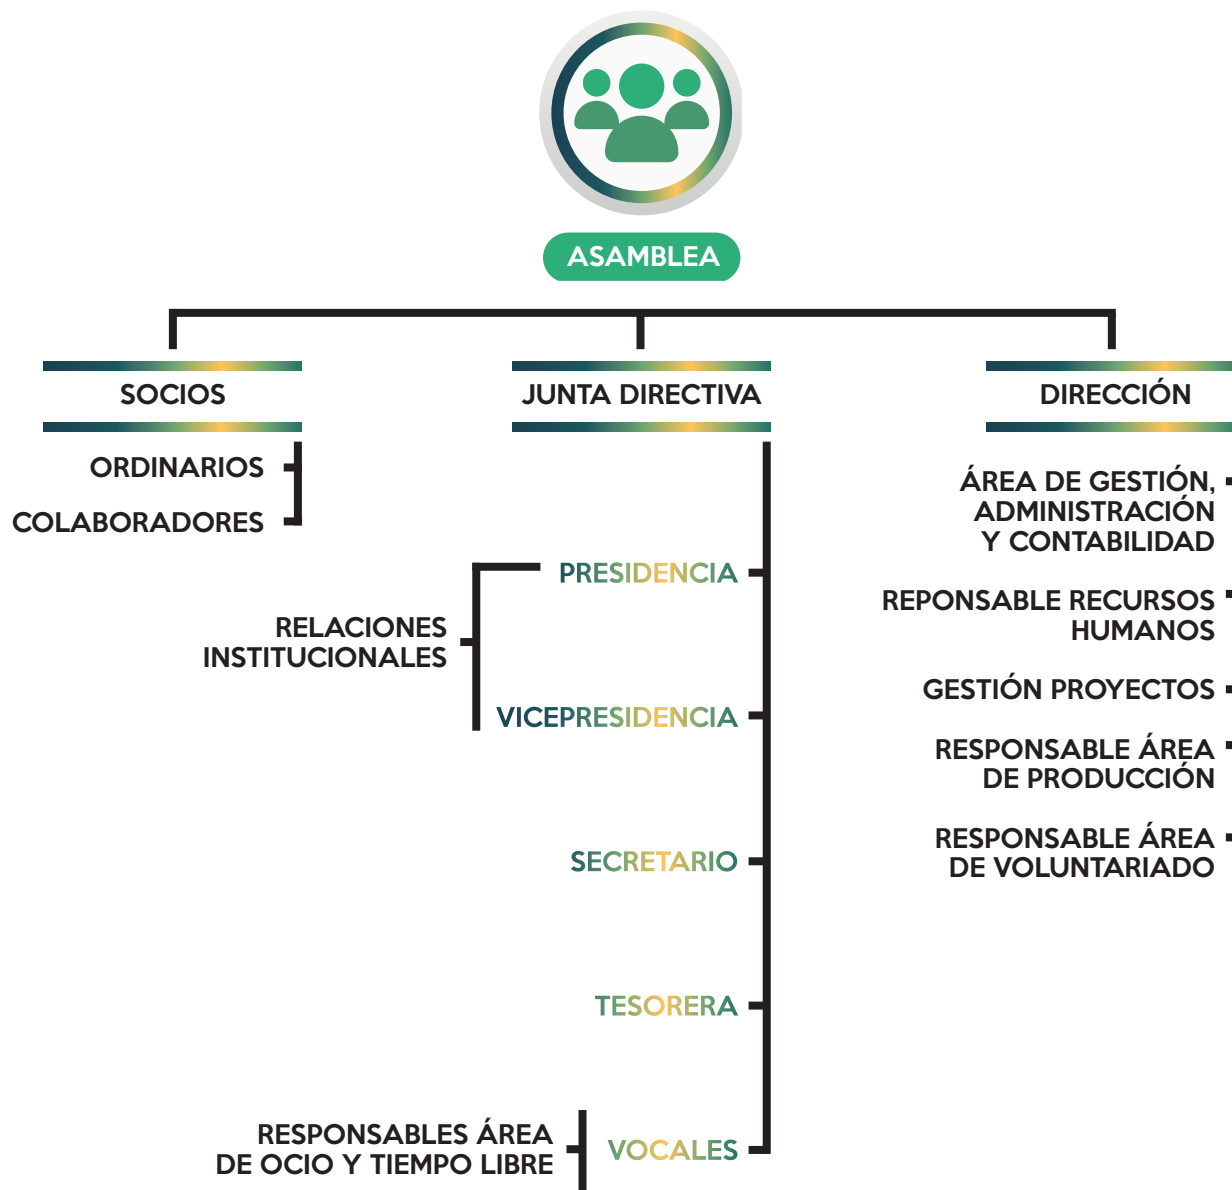 ASAMBLEA
SOCIOS
ORDINARIOS
COLABORADORES
JUNTA DIRECTIVA
PRESIDENCIA
RELACIONES
INSTITUCIONALES
VICEPRESIDENCIA
SECRETARIO
TESORERA
VOCALES
RESPONSABLES ÁREA
DE OCIO Y TIEMPO LIBRE
DIRECCIÓN
ÁREA DE GESTIÓN,
ADMINISTRACIÓN
Y CONTABILIDAD
REPONSABLE RECURSOS
HUMANOS
GESTIÓN PROYECTOS
RESPONSABLE ÁREA
DE PRODUCCIÓN
RESPONSABLE ÁREA
DE VOLUNTARIADO